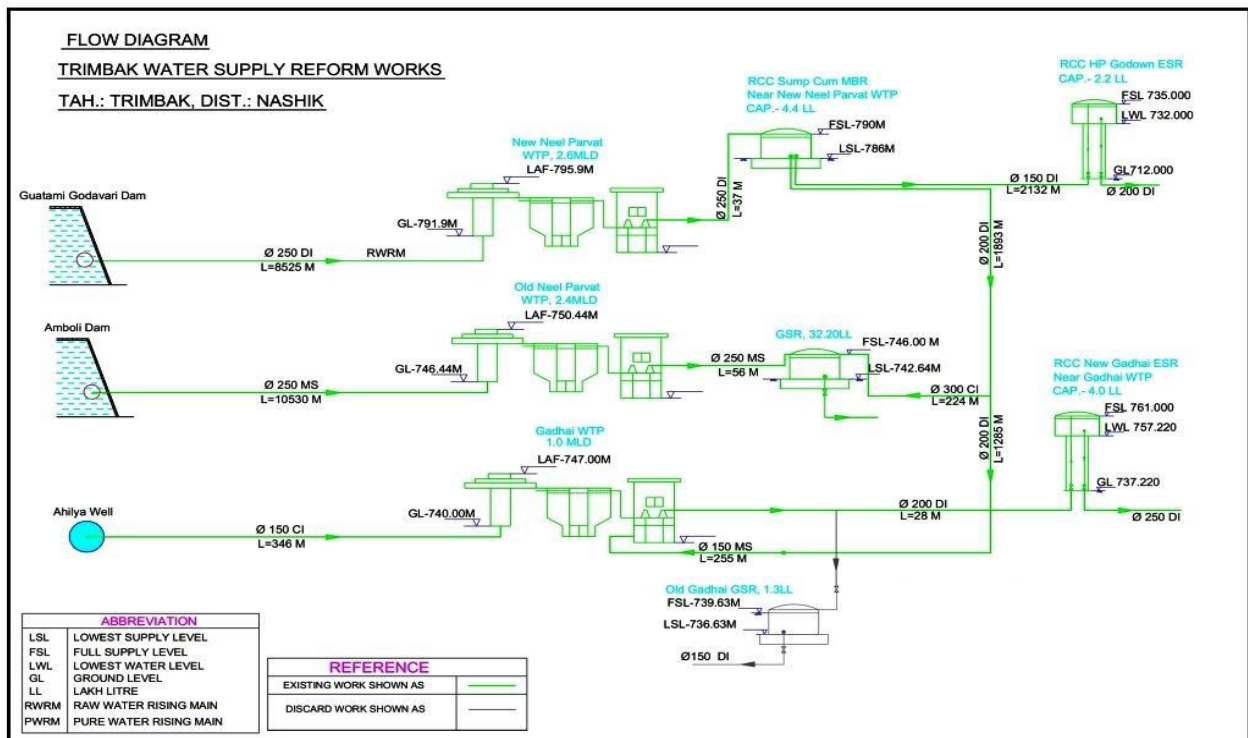 FLOW DIAGRAM
TRIMBAK WATER SUPPLY REFORM WORKS
TAH.: TRIMBAK, DIST.: NASHIK
Guatami Godavari Dam
Ø 250 DI
L=8525 M
RWRM
New Neel Parvat
WTP, 2.6MLD
LAF-795.9M
GL-791.9M
Ø 250 DI
L=37 M
RCC Sump Cum MBR
Near New Neel Parvat WTP
CAP.- 4.4 LL
FSL-790M
LSL-786M
Ø 150 DI
L=2132 M
RCC HP Godown ESR
CAP.- 2.2 LL
FSL 735.000
LWL 732.000
GL712.000
Ø 200 DI
Ø 200 DI
L=1893 M
Amboli Dam
Ø 250 MS
L=10530 M
Old Neel Parvat
WTP, 2.4MLD
LAF-750.44M
GL-746.44M
Ø 250 MS
L=56 M
GSR, 32.20LL
FSL-746.00 M
LSL-742.64M
Ø 300 CI
L=224 M
Ø 200 DI
L=1285 M
RCC New Gadhai ESR
Near Gadhai WTP
CAP.- 4.0 LL
FSL 761.000
LWL 757.220
GL 737.220
Ø 250 DI
Ahilya Well
Ø 150 CI
L=346 M
Gadhai WTP
1.0 MLD
LAF-747.00M
GL-740.00M
Ø 200 DI
L=28 M
Ø 150 MS
L=255 M
Old Gadhai GSR, 1.3LL
FSL-739.63M
LSL-736.63M
Ø150 DI
ABBREVIATION
LSL LOWEST SUPPLY LEVEL
FSL FULL SUPPLY LEVEL
LWL LOWEST WATER LEVEL
GL GROUND LEVEL
LL LAKH LITRE
RWRM RAW WATER RISING MAIN
PWRM PURE WATER RISING MAIN
REFERENCE
EXISTING WORK SHOWN AS
DISCARD WORK SHOWN AS